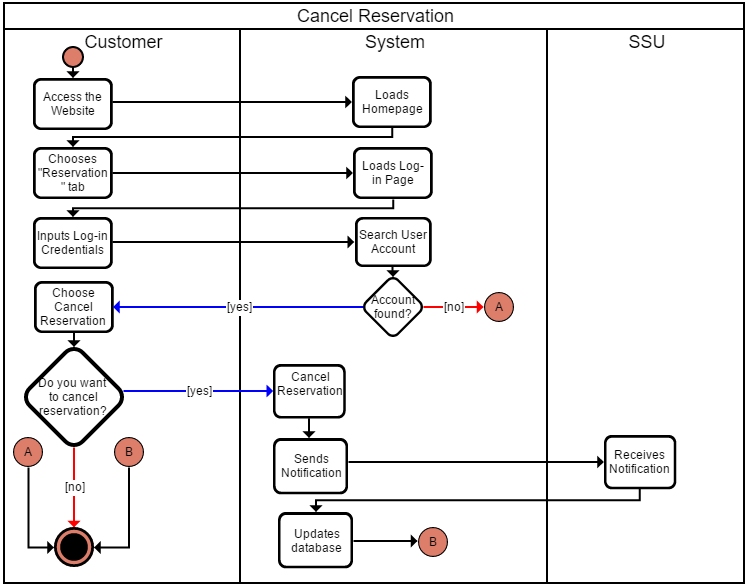 Cancel Reservation
Customer
System
SSU
Access the
Website
Loads
Homepage
Chooses
"Reservation
" tab
Loads Log-
in Page
Inputs Log-in
Credentials
Search User
Account
Choose
Cancel
Reservation
[yes]
Account
found?
[no]
A
Do you want
to cancel
reservation?
[yes]
Cancel
Reservation
A
B
[no]
Sends
Notification
Receives
Notification
Updates
database
B